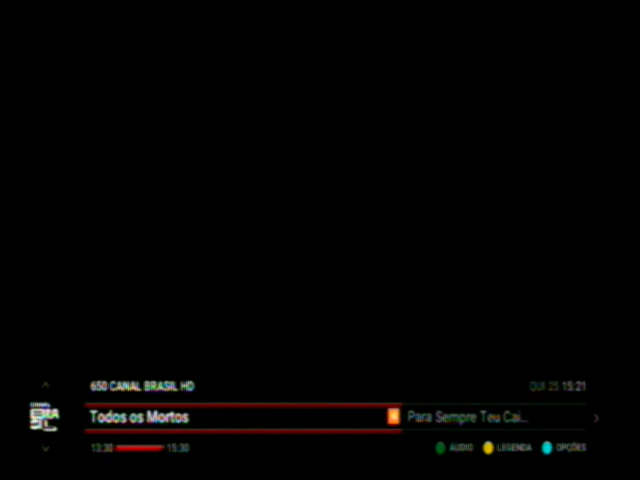 650 CANAL BRASIL HD
QUI 25 15:21
Todos os Mortos
Para Sempre Teu Cai...
13:30 15:30
ÁUDIO LEGENDA OPÇÕES